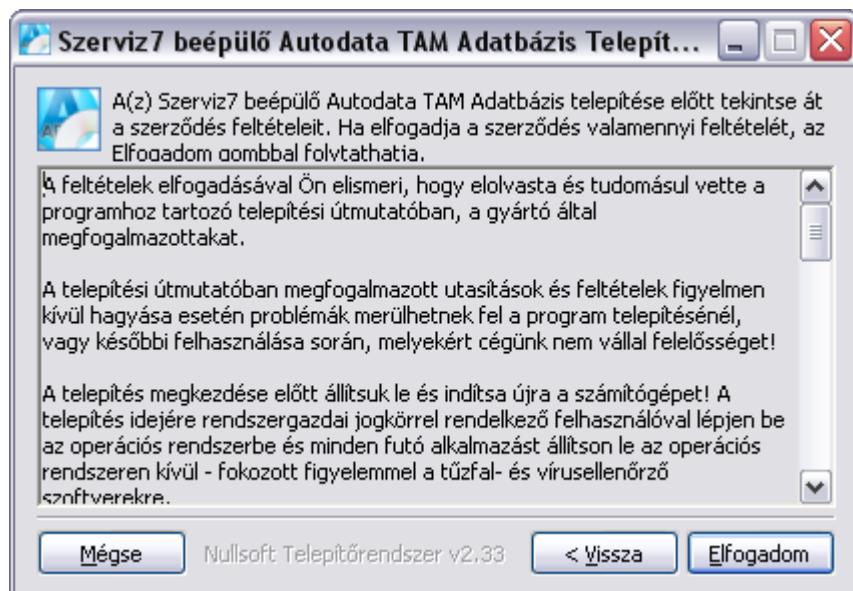 Szerviz7 beépülő Autodata TAM Adatbázis Telepít...
A(z) Szerviz7 beépülő Autodata TAM Adatbázis telepítése előtt tekintse át
a szerződés feltételeit. Ha elfogadja a szerződés valamennyi feltételét, az
Elfogadom gombbal folytathatja.
A feltételek elfogadásával Ön elismeri, hogy elolvasta és tudomásul vette a
programhoz tartozó telepítési útmutatóban, a gyártó által
megfogalmazottakat.
A telepítési útmutatóban megfogalmazott utasítások és feltételek figyelmen
kívül hagyása esetén problémák merülhetnek fel a program telepítésénél,
vagy későbbi felhasználása során, melyekért cégünk nem vállal felelősséget!
A telepítés megkezdése előtt állítsuk le és indítsa újra a számítógépet! A
telepítés idejére rendszergazdai jogkörrel rendelkező felhasználóval lépjen be
az operációs rendszerbe és minden futó alkalmazást állítson le az operációs
rendszeren kívül - fokozott figyelemmel a tűzfal- és vírusellenőrző
szoftverekre.
Mégse
Nullsoft Telepítőrendszer v2.33
< Vissza
Elfogadom